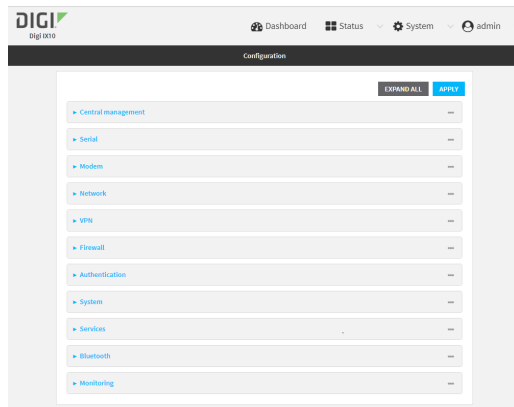 DIGI
Digi IX10
Dashboard Status System admin
Configuration
EXPAND ALL APPLY
Central management
Serial
Modem
Network
VPN
Firewall
Authentication
System
Services
Bluetooth
Monitoring